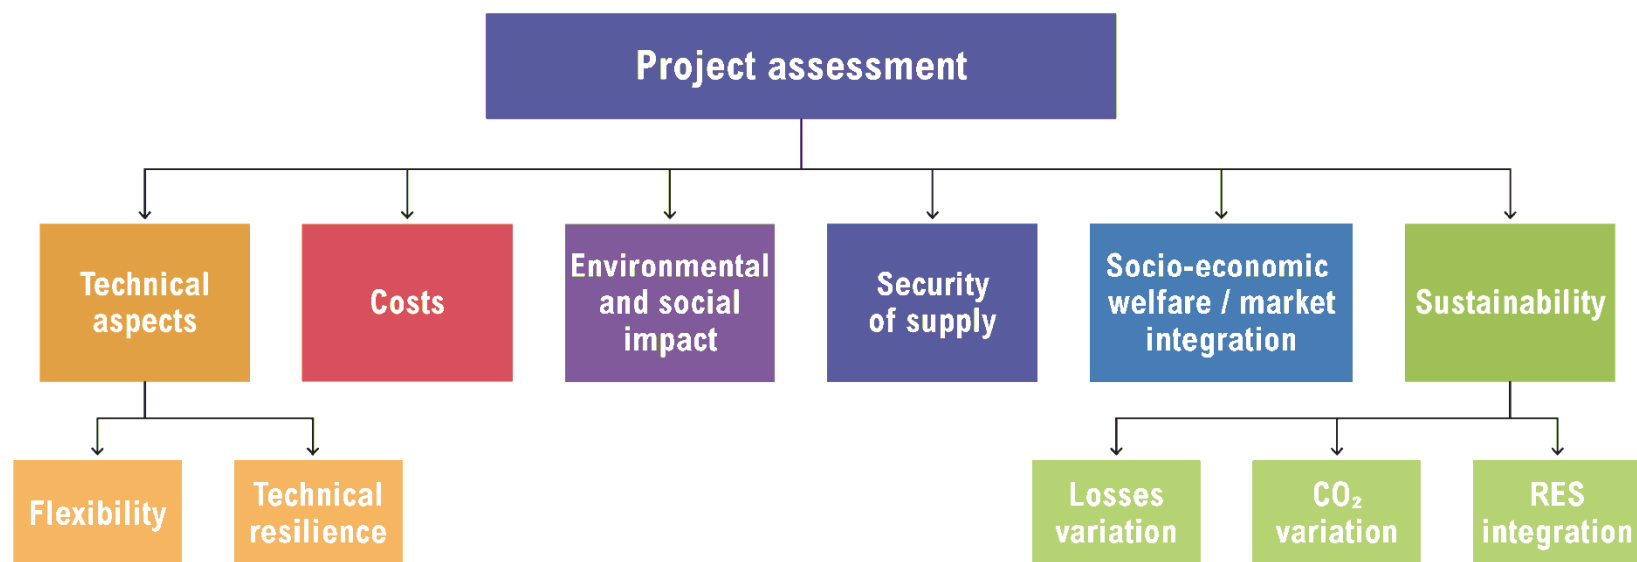 Project assessment
Technical
aspects
Costs
Environmental
and social
impact
Security
of supply
Socio-economic
welfare / market
integration
Sustainability
Flexibility
Technical
resilience
Losses
variation
CO₂
variation
RES
integration